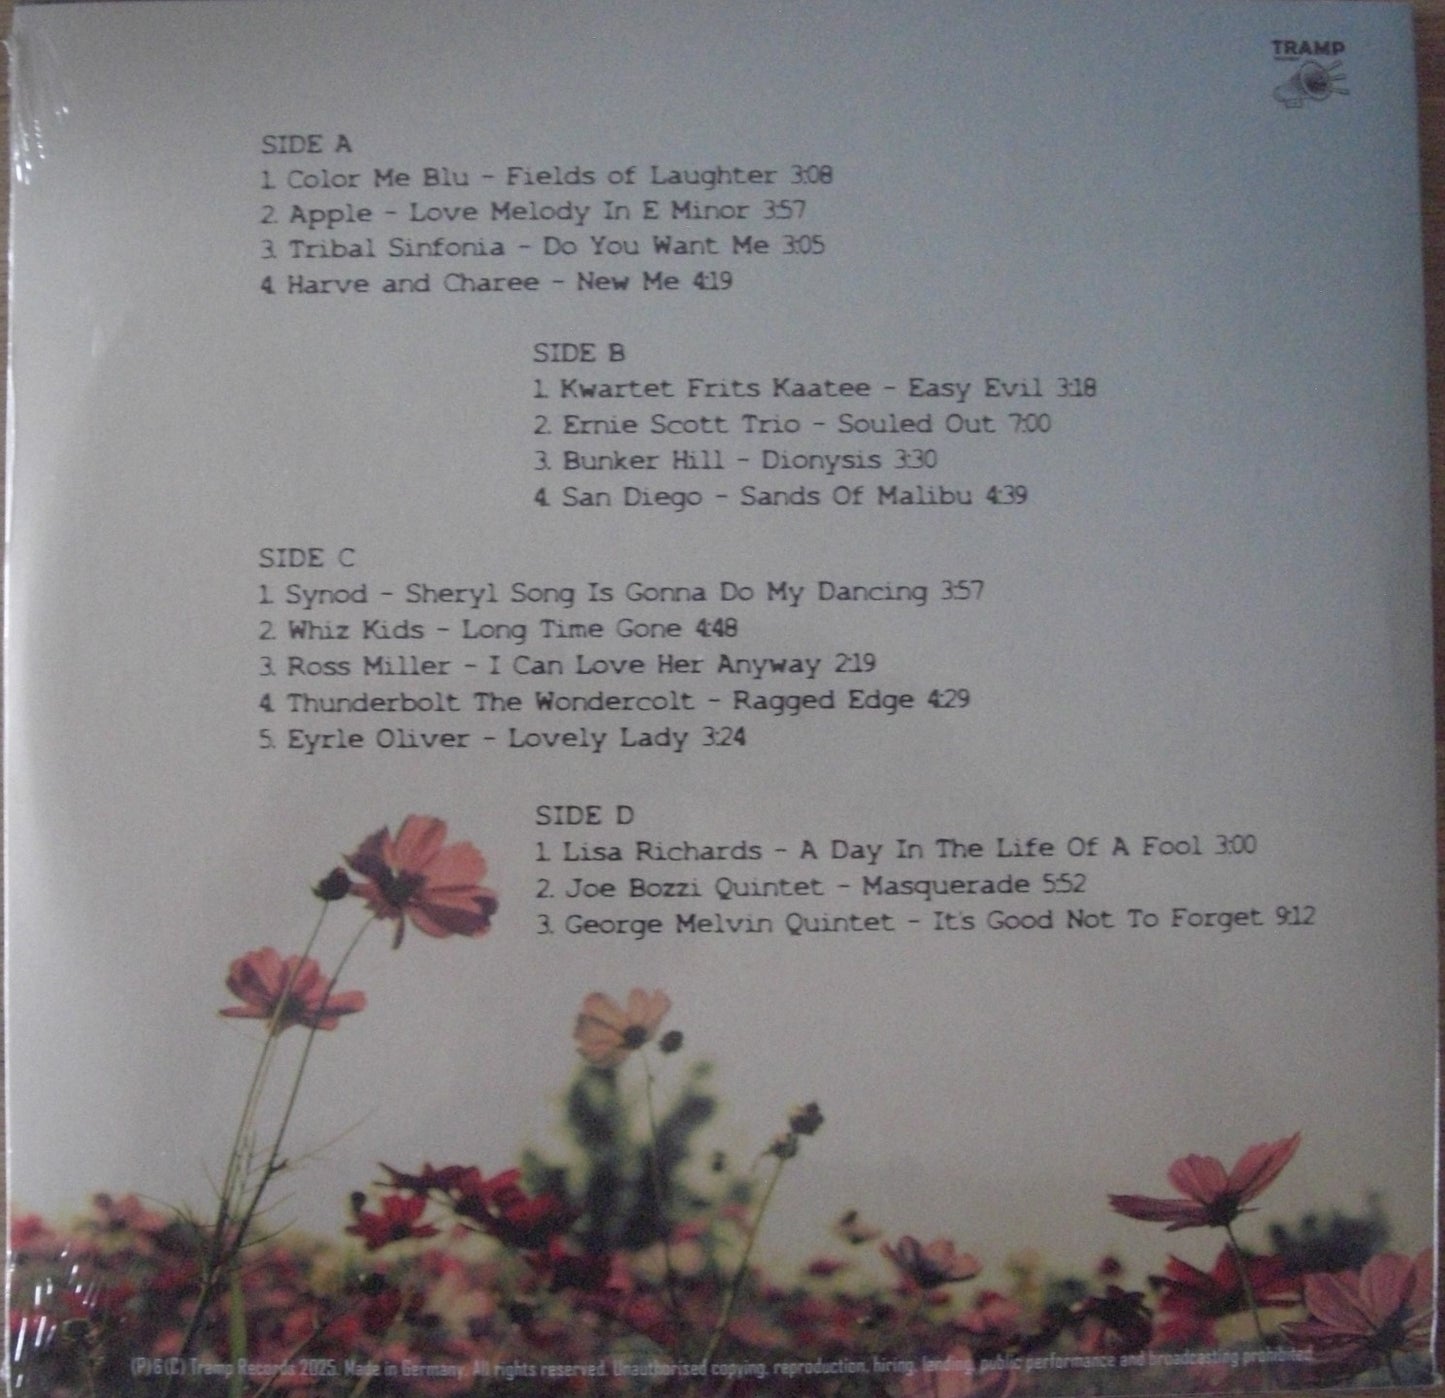 TRAMP
SIDE A
1. Color Me Blu - Fields of Laughter 3:08
2. Apple - Love Melody In E Minor 3:57
3. Tribal Sinfonia - Do You Want Me 3:05
4. Harve and Charee - New Me 4:19
SIDE B
1. Kwartet Frits Kaatee - Easy Evil 3:18
2. Ernie Scott Trio - Souled Out 7:00
3. Bunker Hill - Dionysis 3:30
4. San Diego - Sands Of Malibu 4:39
SIDE C
1. Synod - Sheryl Song Is Gonna Do My Dancing 3:57
2. Whiz Kids - Long Time Gone 4:48
3. Ross Miller - I Can Love Her Anyway 2:19
4. Thunderbolt The Wondercolt - Ragged Edge 4:29
5. Eyrle Oliver - Lovely Lady 3:24
SIDE D
1. Lisa Richards - A Day In The Life Of A Fool 3:00
2. Joe Bozzi Quintet - Masquerade 5:52
3. George Melvin Quintet - It's Good Not To Forget 9:12
(P)&(C) Tramp Records 2025. Made in Germany. All rights reserved. Unauthorised copying, reproduction, hiring, lending, public performance and broadcasting prohibited.